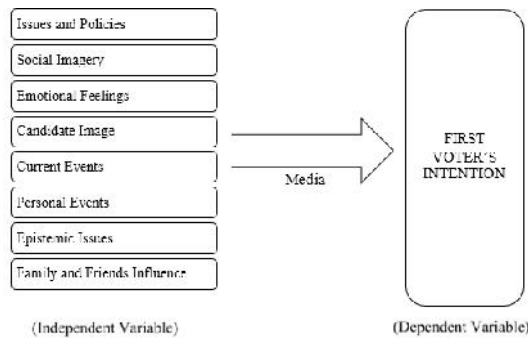 Issues and Policies
Social Imagery
Emotional Feelings
Candidate Image
Current Events
Personal Events
Epistemic Issues
Family and Friends Influence
(Independent Variable)
Media
FIRST
VOTER'S
INTENTION
(Dependent Variable)